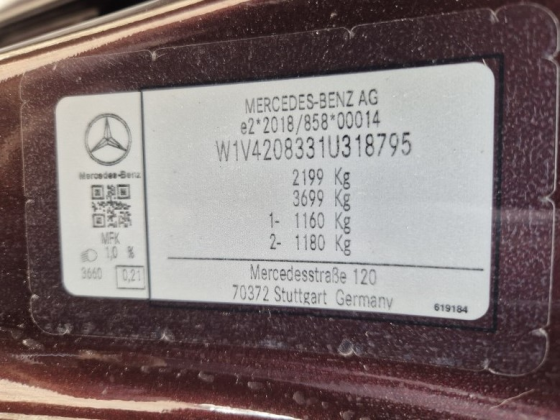 MERCEDES-BENZ AG
e2*2018/858*00014
W1V4208331U318795
2199 Kg
3699 Kg
1- 1160 Kg
2- 1180 Kg
Mercedesstraße 120
70372 Stuttgart Germany
619184
Mercedes-Benz
MFK
1,0 %
3660 0,21